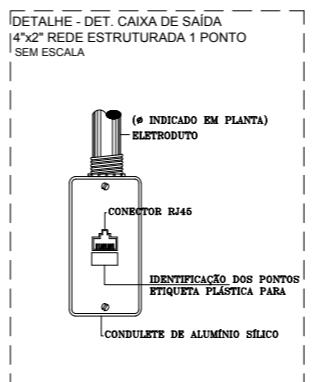 DETALHE - DET. CAIXA DE SAÍDA
4"x2" REDE ESTRUTURADA 1 PONTO
SEM ESCALA
(ø INDICADO EM PLANTA)
ELETRODUTO
CONECTOR RJ45
IDENTIFICAÇÃO DOS PONTOS
ETIQUETA PLÁSTICA PARA
CONDULETE DE ALUMÍNIO SÍLICO